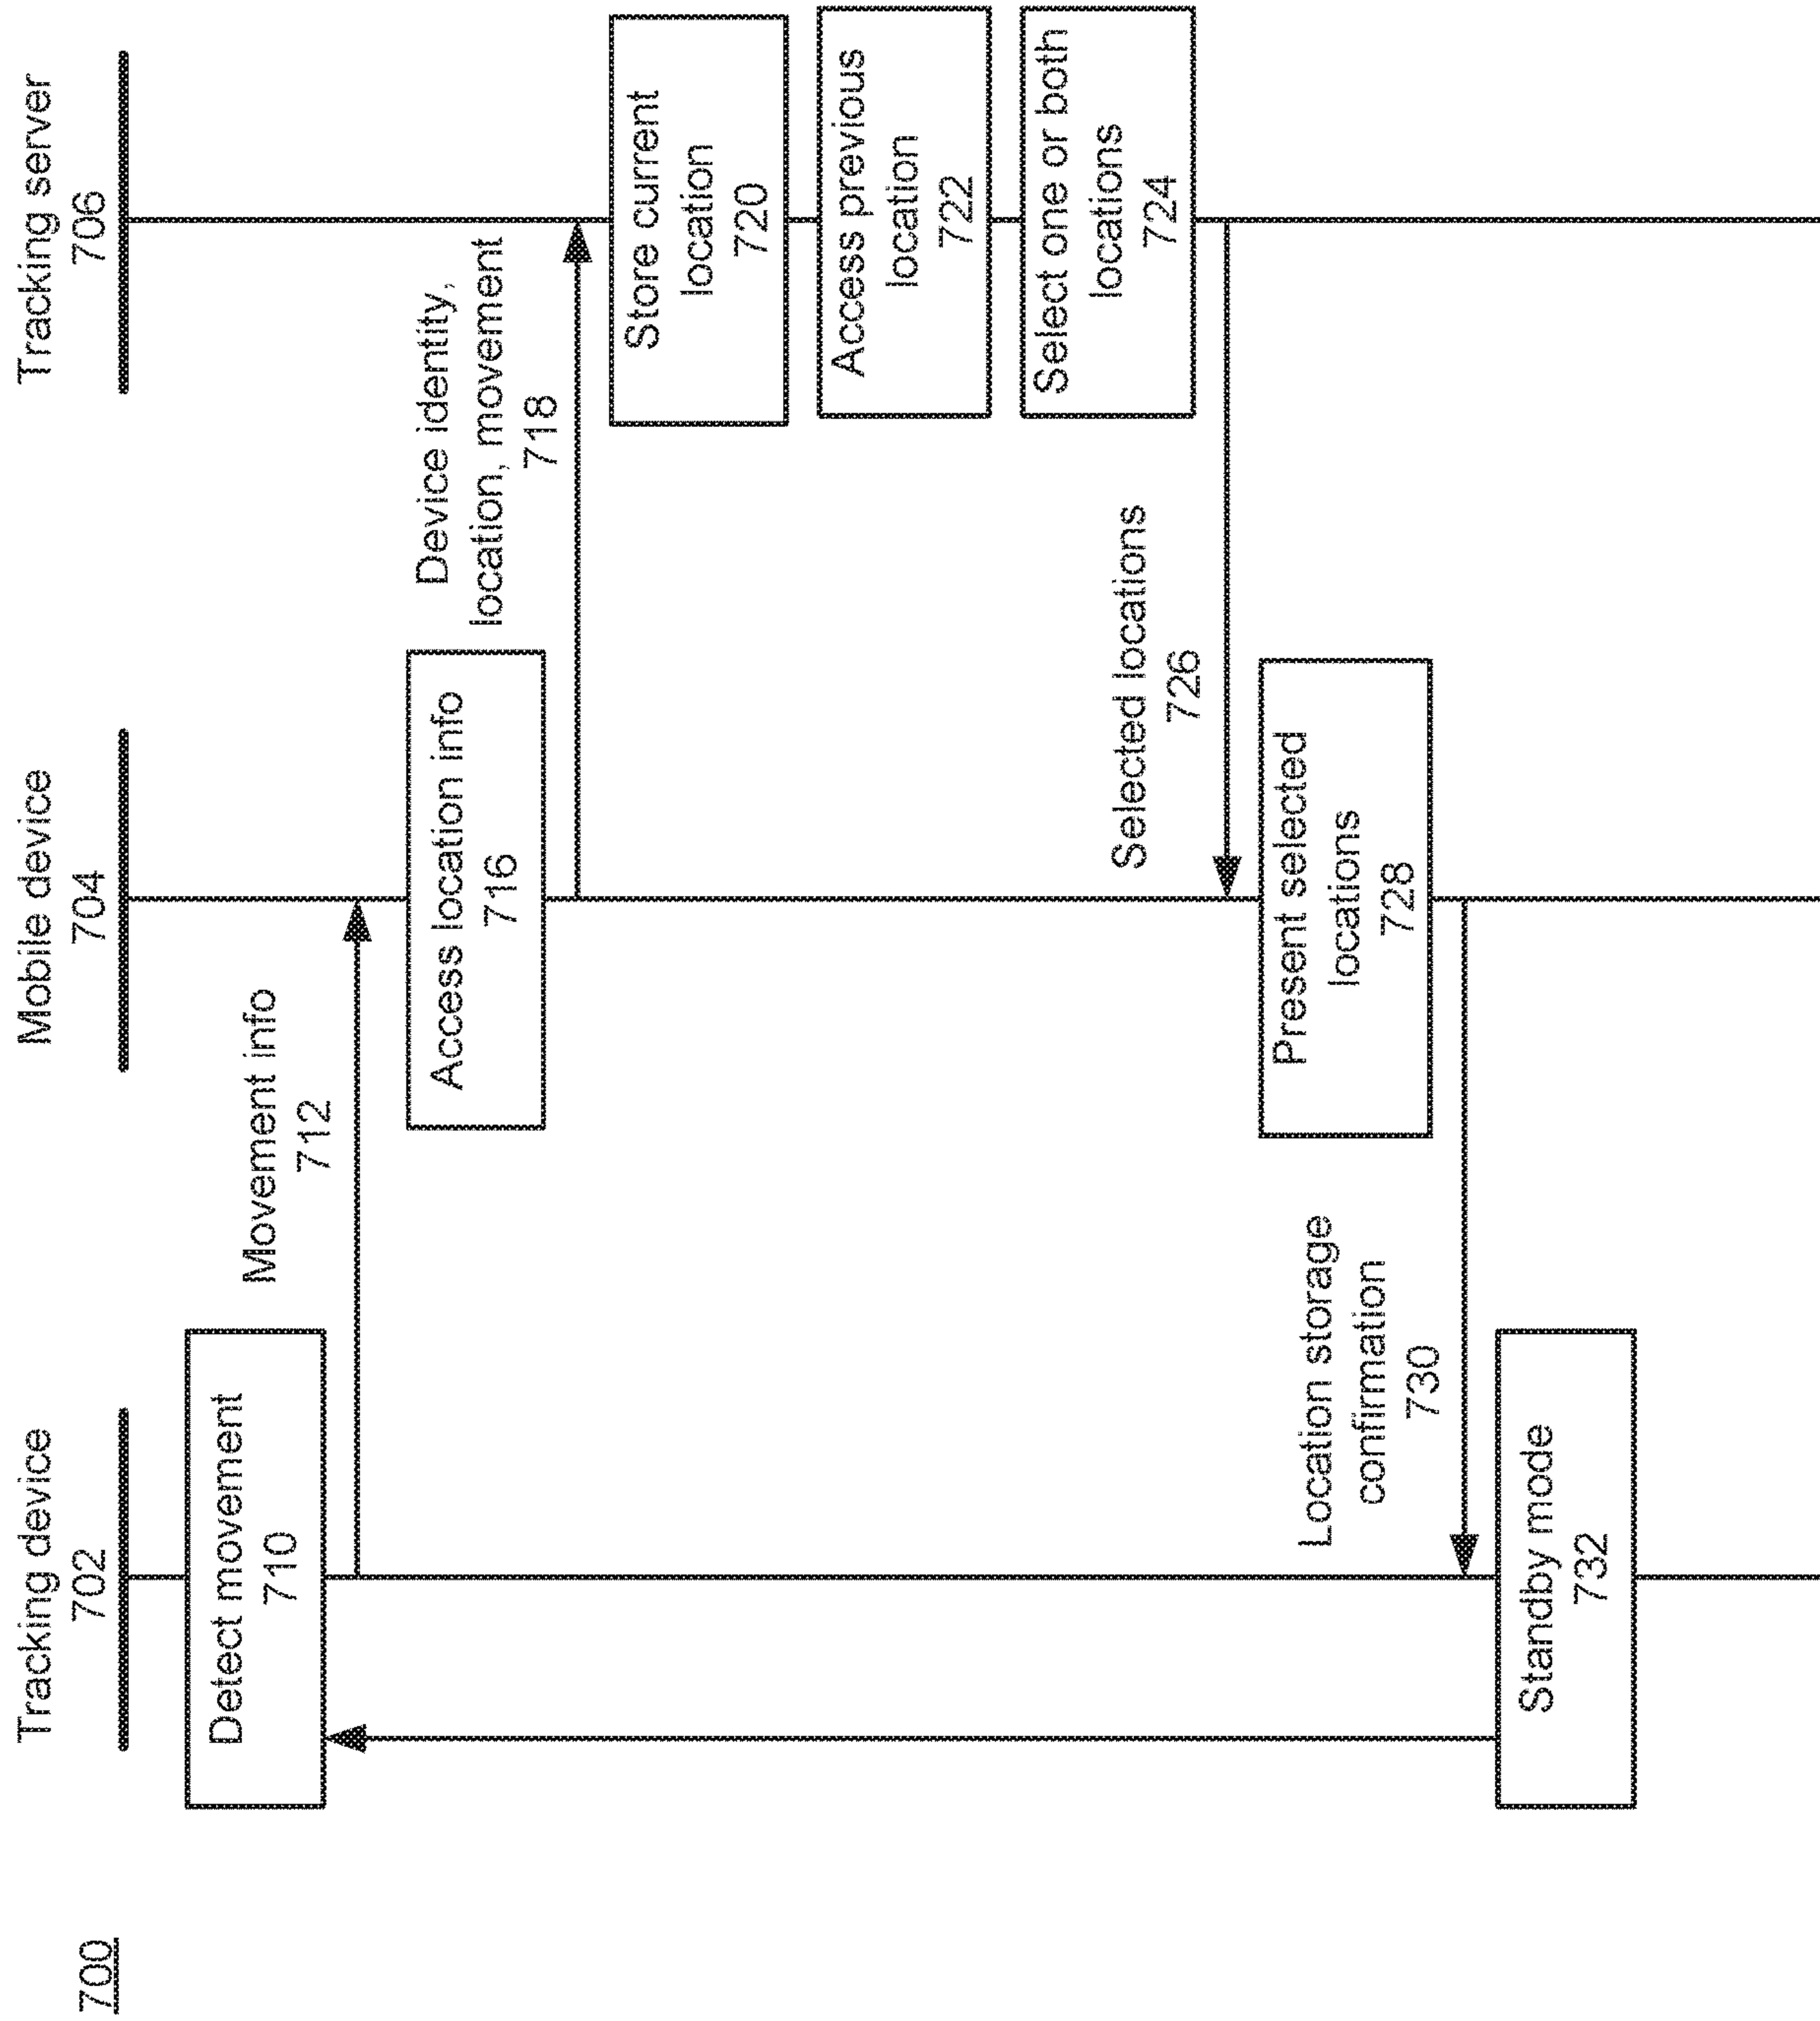 700
Tracking device
702
Mobile device
704
Tracking server
706
Detect movement
710
Movement info
712
Access location info
716
Device identity,
location, movement
718
Store current
location
720
Access previous
location
722
Select one or both
locations
724
Selected locations
726
Present selected
locations
728
Location storage
confirmation
730
Standby mode
732